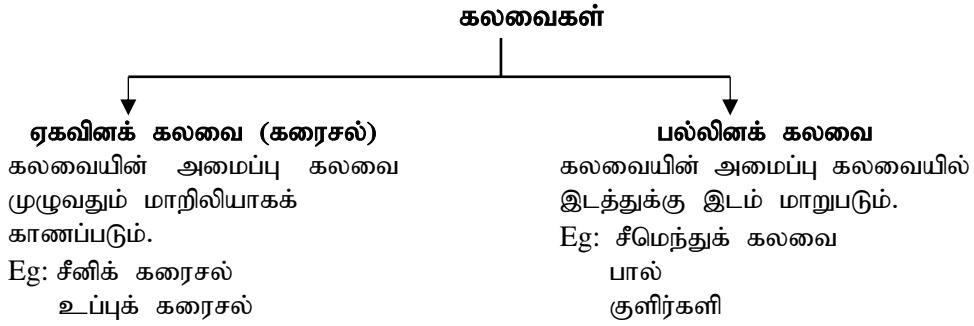 கலவைகள்
ஏகவினக் கலவை (கரைசல்)
கலவையின் அமைப்பு கலவை
முழுவதும் மாறிலியாகக்
காணப்படும்.
Eg: சீனிக் கரைசல்
உப்புக் கரைசல்
பல்லினக் கலவை
கலவையின் அமைப்பு கலவையில்
இடத்துக்கு இடம் மாறுபடும்.
Eg: சீமெந்துக் கலவை
பால்
குளிர்களி